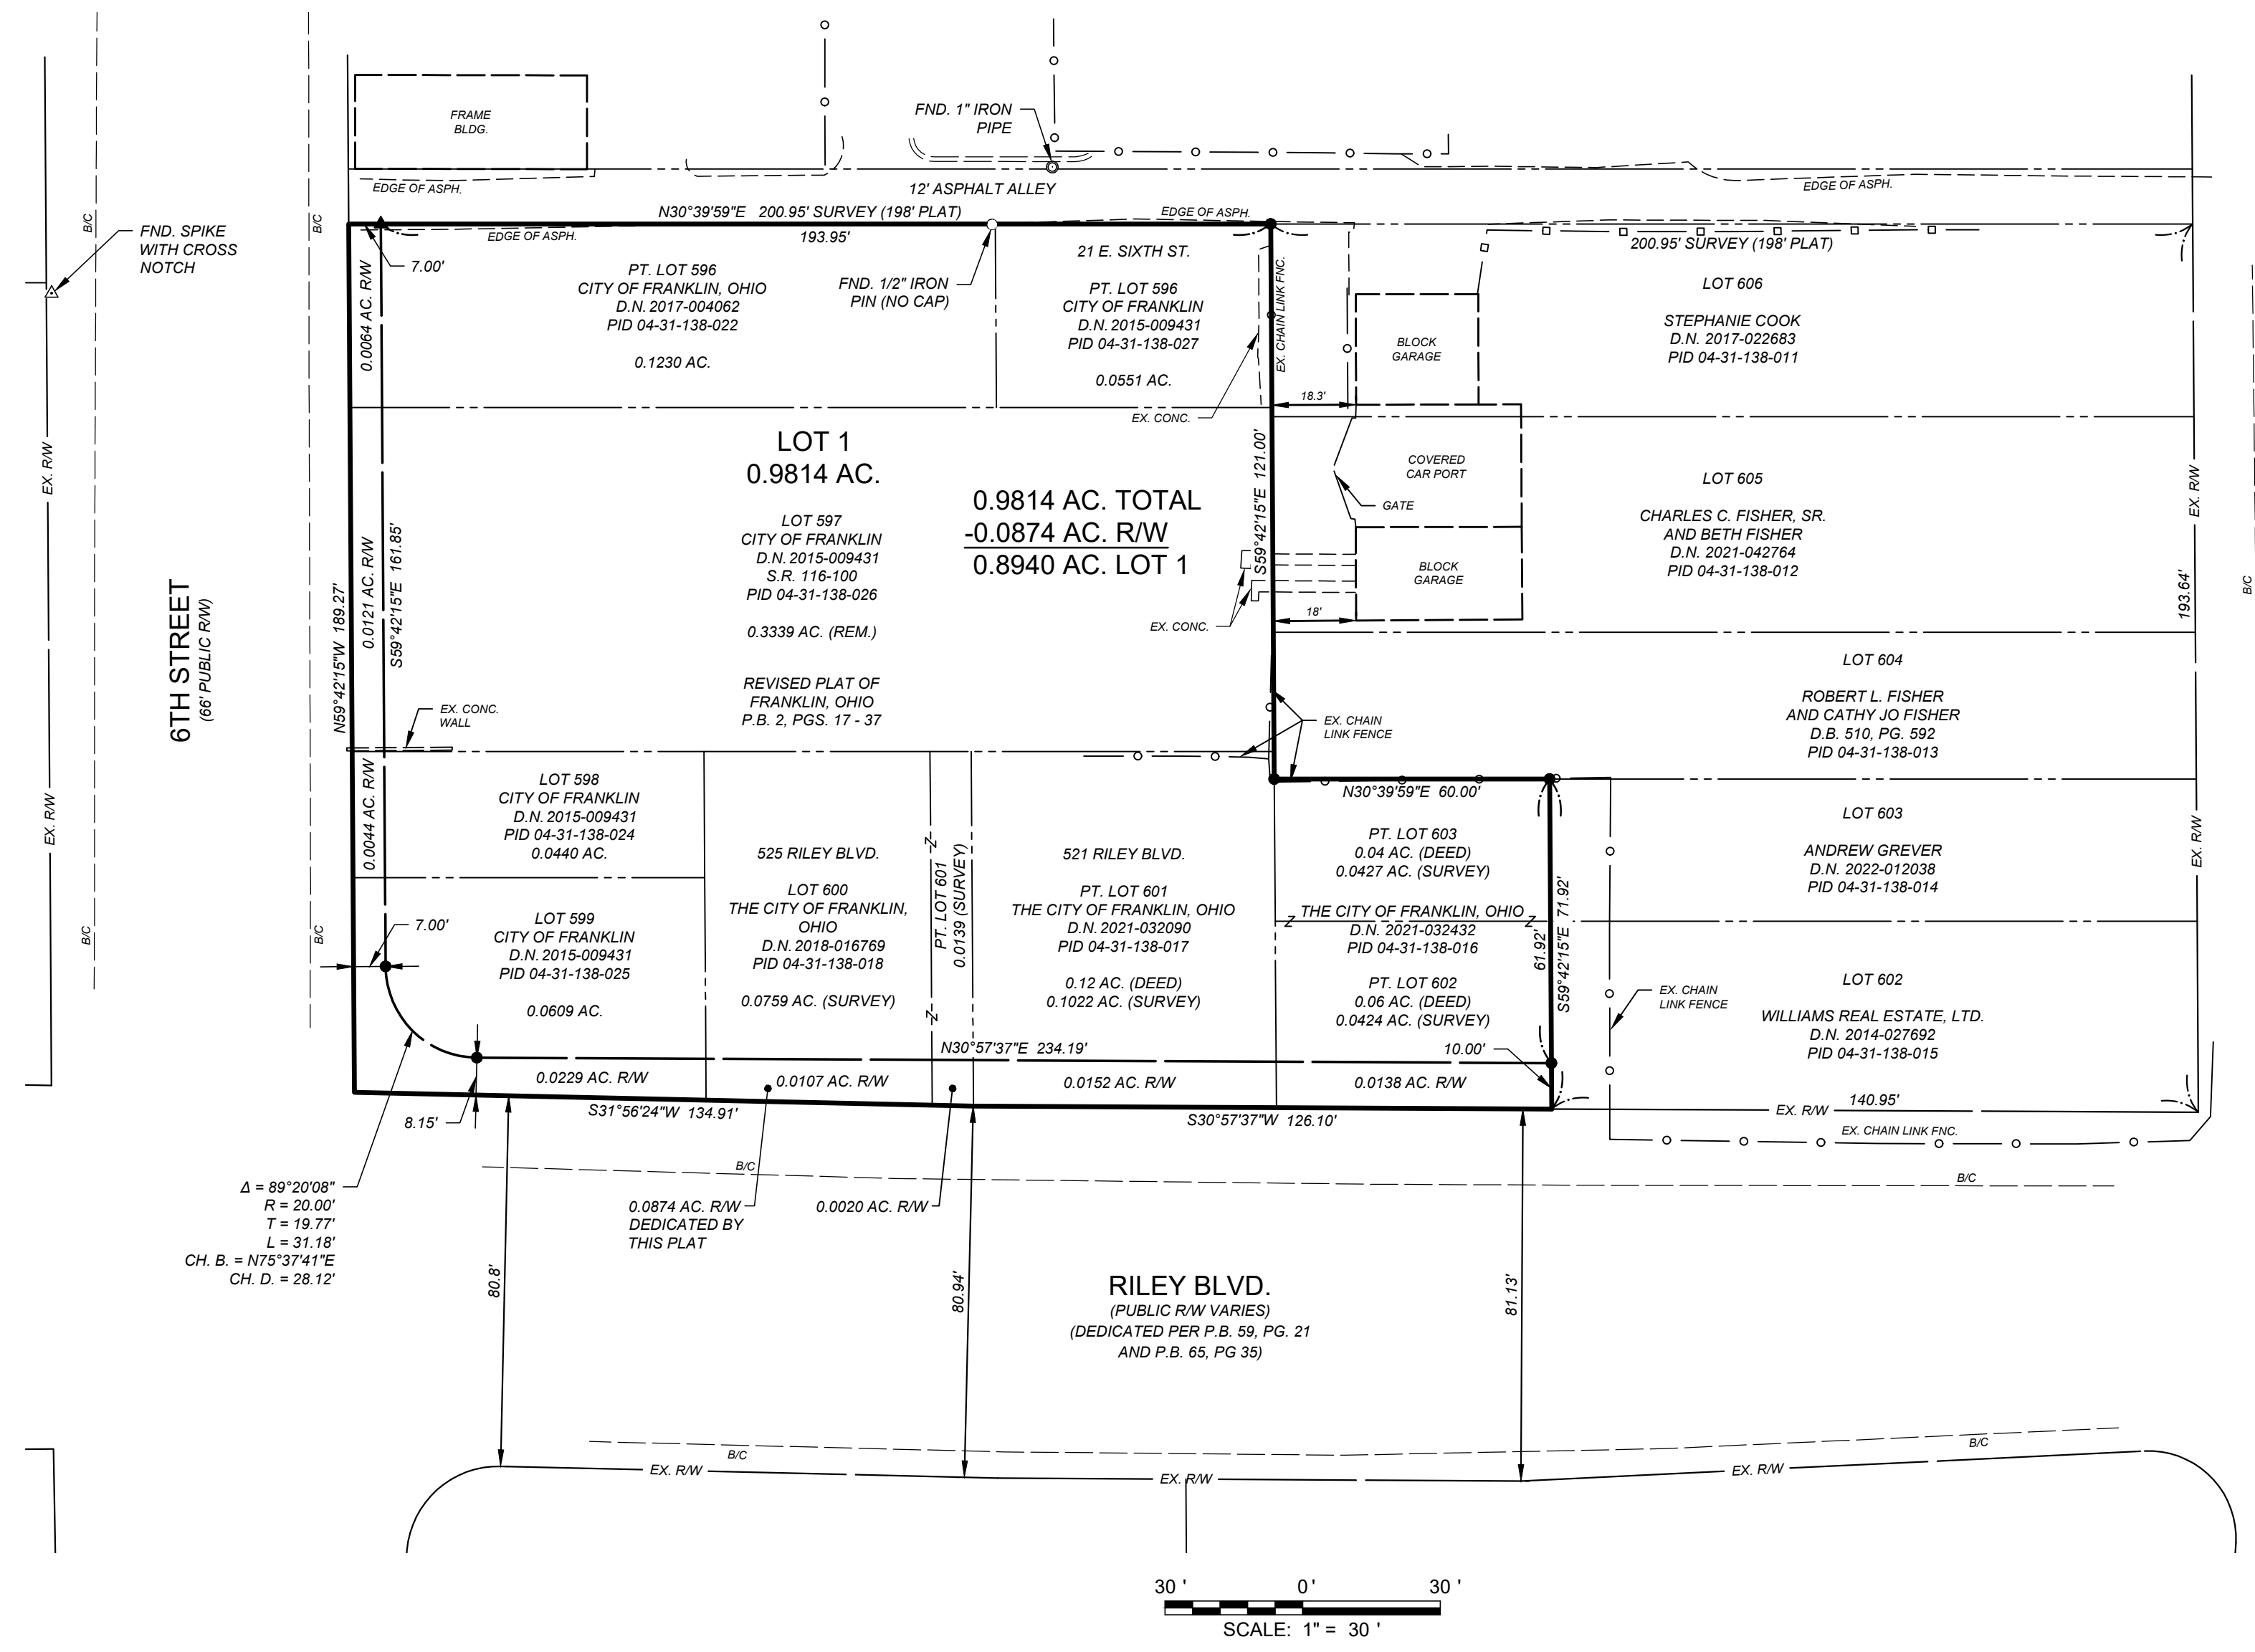 FRAME
BLDG.
FND. 1" IRON
PIPE
EDGE OF ASPH.
12' ASPHALT ALLEY
EDGE OF ASPH.
B/C
B/C
FND. SPIKE
WITH CROSS
NOTCH
N30°39'59"E 200.95' SURVEY (198' PLAT)
EDGE OF ASPH.
EDGE OF ASPH.
193.95'
200.95' SURVEY (198' PLAT)
7.00'
0.0064 AC. R/W
PT. LOT 596
CITY OF FRANKLIN, OHIO
D.N. 2017-004062
PID 04-31-138-022
0.1230 AC.
FND. 1/2" IRON
PIN (NO CAP)
21 E. SIXTH ST.
PT. LOT 596
CITY OF FRANKLIN
D.N. 2015-009431
PID 04-31-138-027
0.0551 AC.
EX. CHAIN LINK FNC.
EX. CONC.
18.3'
BLOCK
GARAGE
LOT 606
STEPHANIE COOK
D.N. 2017-022683
PID 04-31-138-011
EX. R/W
LOT 1
0.9814 AC.
0.9814 AC. TOTAL
-0.0874 AC. R/W
0.8940 AC. LOT 1
S59°42'15"E 121.00'
COVERED
CAR PORT
GATE
BLOCK
GARAGE
EX. CONC.
18'
LOT 605
CHARLES C. FISHER, SR.
AND BETH FISHER
D.N. 2021-042764
PID 04-31-138-012
EX. R/W
193.64'
B/C
6TH STREET
(66' PUBLIC R/W)
N59°42'15"W 189.27'
0.0121 AC. R/W
S59°42'15"E 161.85'
LOT 597
CITY OF FRANKLIN
D.N. 2015-009431
S.R. 116-100
PID 04-31-138-026
0.3339 AC. (REM.)
REVISED PLAT OF
FRANKLIN, OHIO
P.B. 2, PGS. 17 - 37
EX. CONC.
WALL
EX. CHAIN
LINK FENCE
LOT 604
ROBERT L. FISHER
AND CATHY JO FISHER
D.B. 510, PG. 592
PID 04-31-138-013
EX. R/W
0.0044 AC. R/W
LOT 598
CITY OF FRANKLIN
D.N. 2015-009431
PID 04-31-138-024
0.0440 AC.
N30°39'59"E 60.00'
525 RILEY BLVD.
LOT 600
THE CITY OF FRANKLIN,
OHIO
D.N. 2018-016769
PID 04-31-138-018
0.0759 AC. (SURVEY)
Z
PT. LOT 601
0.0139 (SURVEY)
Z
521 RILEY BLVD.
PT. LOT 601
THE CITY OF FRANKLIN, OHIO
D.N. 2021-032090
PID 04-31-138-017
0.12 AC. (DEED)
0.1022 AC. (SURVEY)
PT. LOT 603
0.04 AC. (DEED)
0.0427 AC. (SURVEY)
Z THE CITY OF FRANKLIN, OHIO Z
D.N. 2021-032432
PID 04-31-138-016
PT. LOT 602
0.06 AC. (DEED)
0.0424 AC. (SURVEY)
61.92'
S59°42'15"E 71.92'
LOT 603
ANDREW GREVER
D.N. 2022-012038
PID 04-31-138-014
EX. R/W
B/C
B/C
7.00'
LOT 599
CITY OF FRANKLIN
D.N. 2015-009431
PID 04-31-138-025
0.0609 AC.
EX. CHAIN
LINK FENCE
LOT 602
WILLIAMS REAL ESTATE, LTD.
D.N. 2014-027692
PID 04-31-138-015
N30°57'37"E 234.19'
10.00'
0.0229 AC. R/W
0.0107 AC. R/W
0.0152 AC. R/W
0.0138 AC. R/W
8.15'
S31°56'24"W 134.91'
S30°57'37"W 126.10'
EX. R/W
140.95'
EX. CHAIN LINK FNC.
B/C
B/C
Δ = 89°20'08"
R = 20.00'
T = 19.77'
L = 31.18'
CH. B. = N75°37'41"E
CH. D. = 28.12'
0.0874 AC. R/W
DEDICATED BY
THIS PLAT
0.0020 AC. R/W
80.8'
80.94'
81.13'
RILEY BLVD.
(PUBLIC R/W VARIES)
(DEDICATED PER P.B. 59, PG. 21
AND P.B. 65, PG 35)
B/C
B/C
EX. R/W
EX. R/W
EX. R/W
30 ' 0 ' 30 '
SCALE: 1" = 30 '